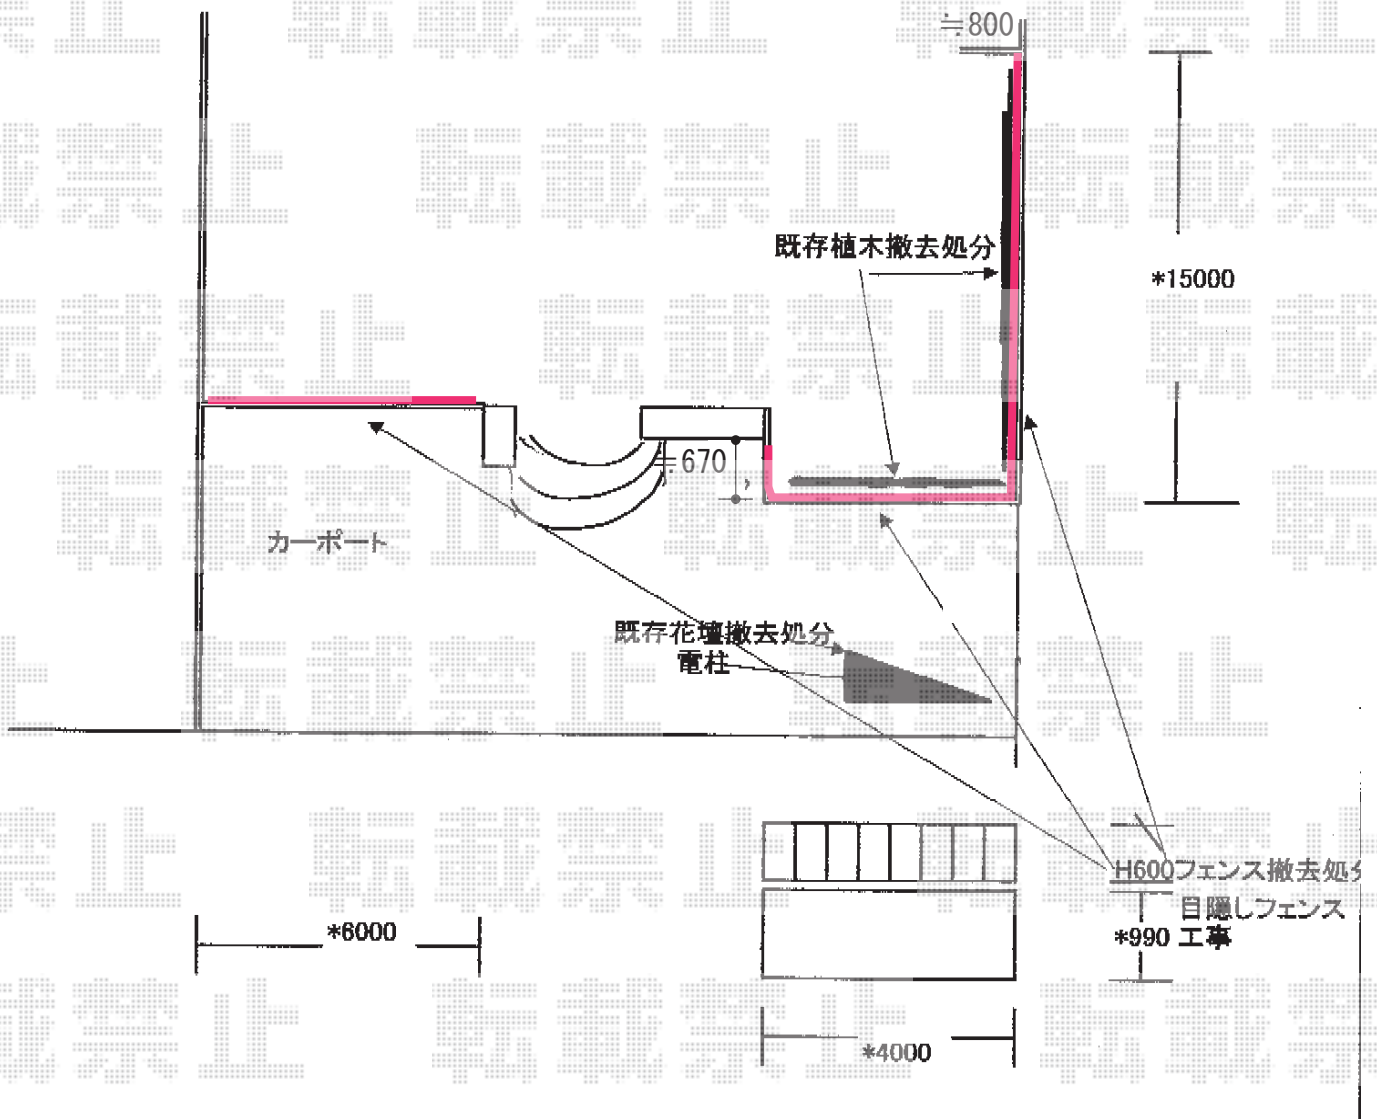 ≒800
既存植木撤去処分
*15000
≒670
カーポート
既存花壇撤去処分
電柱
H600フェンス撤去処分
目隠しフェンス
*990 工事
*6000
*4000
転載禁止